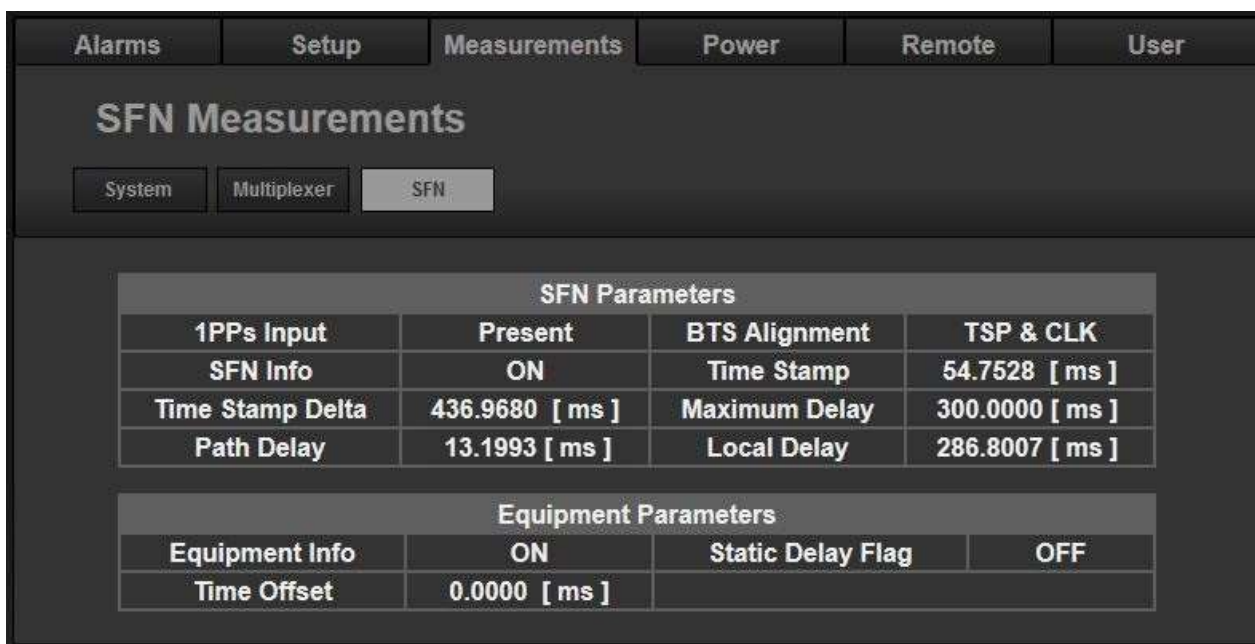 Alarms Setup Measurements Power Remote User
SFN Measurements
System Multiplexer SFN
SFN Parameters
1PPs Input Present BTS Alignment TSP & CLK
SFN Info ON Time Stamp 54.7528 [ ms ]
Time Stamp Delta 436.9680 [ ms ] Maximum Delay 300.0000 [ ms ]
Path Delay 13.1993 [ ms ] Local Delay 286.8007 [ ms ]
Equipment Parameters
Equipment Info ON Static Delay Flag OFF
Time Offset 0.0000 [ ms ]